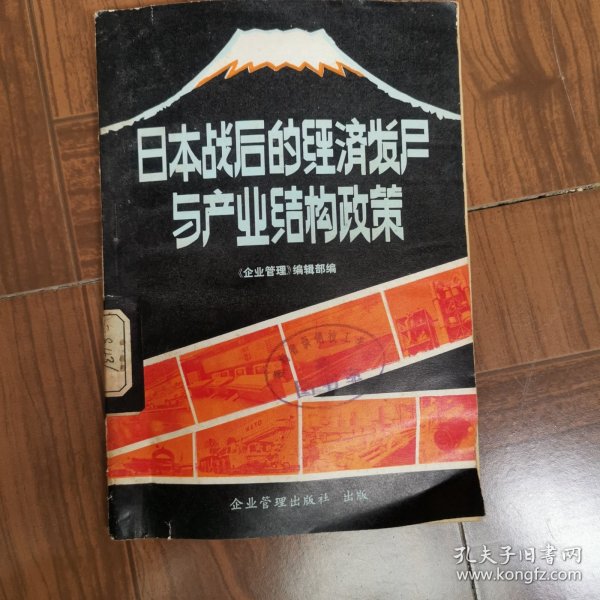 日本战后的经济发展
与产业结构政策
《企业管理》编辑部编
企业管理出版社 出版
孔夫子旧书网
www.kongfz.com